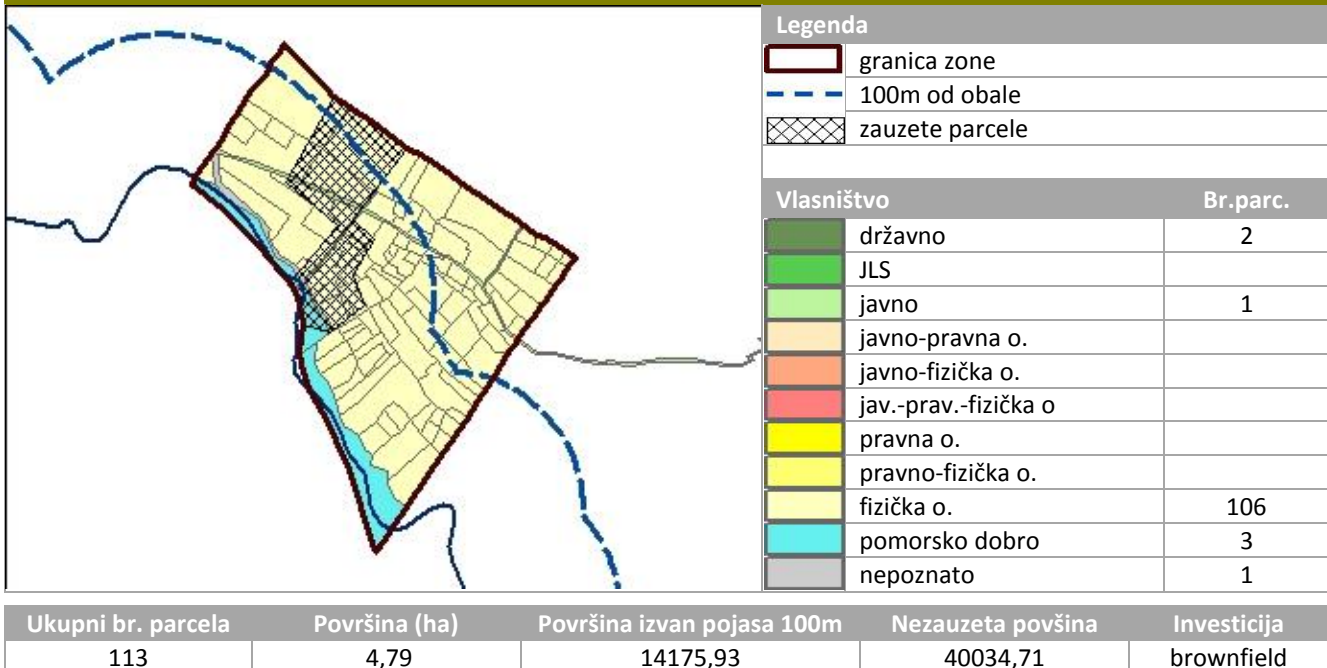 Legenda
granica zone
100m od obale
zauzete parcele
Vlasništvo Br.parc.
državno 2
JLS
javno 1
javno-pravna o.
javno-fizička o.
jav.-prav.-fizička o
pravna o.
pravno-fizička o.
fizička o. 106
pomorsko dobro 3
nepoznato 1
Ukupni br. parcela Površina (ha) Površina izvan pojasa 100m Nezauzeta povšina Investicija
113 4,79 14175,93 40034,71 brownfield